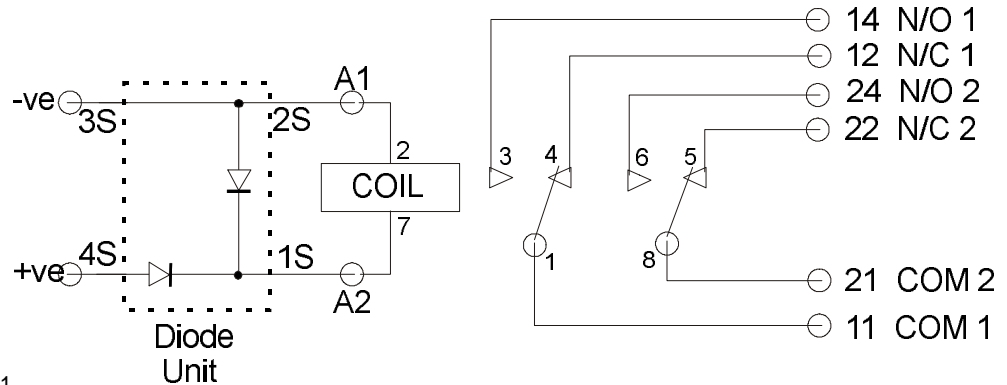 14 N/O 1
12 N/C 1
24 N/O 2
22 N/C 2
-ve
3S
2S
A1
2
3
4
6
5
COIL
7
+ve
4S
1S
A2
1
8
21 COM 2
11 COM 1
Diode
Unit
1